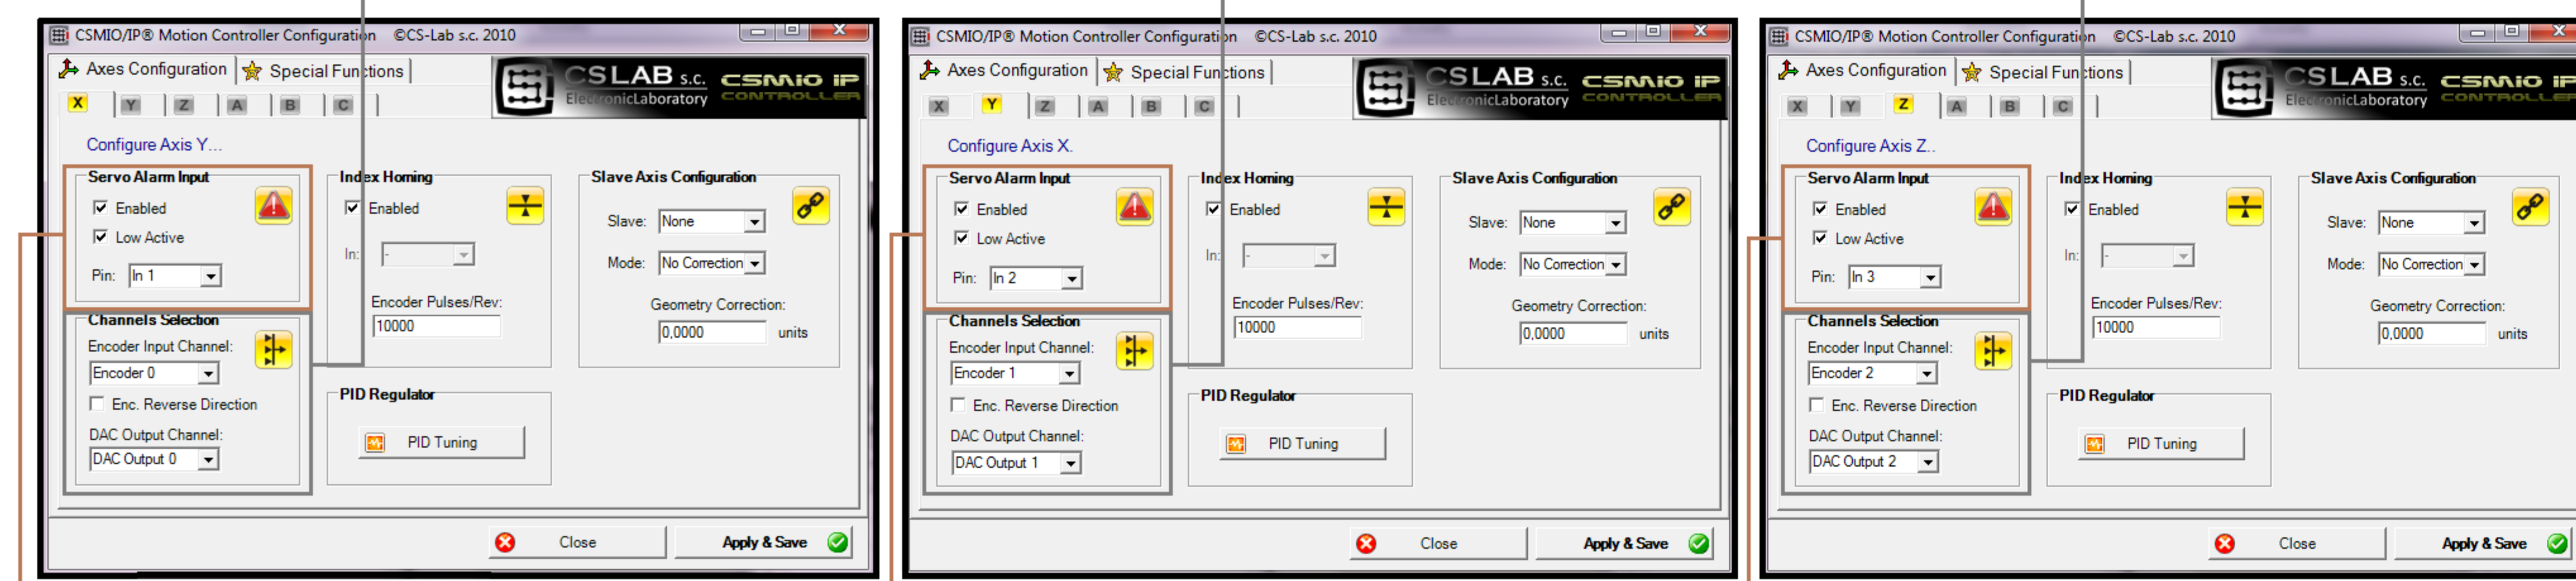 CSMIO/IP® Motion Controller Configuration ©CS-Lab s.c. 2010
Axes Configuration Special Functions
CSLAB s.c.
ElectronicLaboratory
CSMIO IP
CONTROLLER
X Y Z A B C
Configure Axis Y...
Servo Alarm Input
Enabled
Low Active
Pin: In 1
Channels Selection
Encoder Input Channel:
Encoder 0
Enc. Reverse Direction
DAC Output Channel:
DAC Output 0
Index Homing
Enabled
In: -
Encoder Pulses/Rev:
10000
PID Regulator
PID Tuning
Slave Axis Configuration
Slave: None
Mode: No Correction
Geometry Correction:
0,0000 units
Close Apply & Save
CSMIO/IP® Motion Controller Configuration ©CS-Lab s.c. 2010
Axes Configuration Special Functions
CSLAB s.c.
ElectronicLaboratory
CSMIO IP
CONTROLLER
X Y Z A B C
Configure Axis X.
Servo Alarm Input
Enabled
Low Active
Pin: In 2
Channels Selection
Encoder Input Channel:
Encoder 1
Enc. Reverse Direction
DAC Output Channel:
DAC Output 1
Index Homing
Enabled
In: -
Encoder Pulses/Rev:
10000
PID Regulator
PID Tuning
Slave Axis Configuration
Slave: None
Mode: No Correction
Geometry Correction:
0,0000 units
Close Apply & Save
CSMIO/IP® Motion Controller Configuration ©CS-Lab s.c. 2010
Axes Configuration Special Functions
CSLAB s.c.
ElectronicLaboratory
CSMIO IP
CONTROLLER
X Y Z A B C
Configure Axis Z..
Servo Alarm Input
Enabled
Low Active
Pin: In 3
Channels Selection
Encoder Input Channel:
Encoder 2
Enc. Reverse Direction
DAC Output Channel:
DAC Output 2
Index Homing
Enabled
In: -
Encoder Pulses/Rev:
10000
PID Regulator
PID Tuning
Slave Axis Configuration
Slave: None
Mode: No Correction
Geometry Correction:
0,0000 units
Close Apply & Save